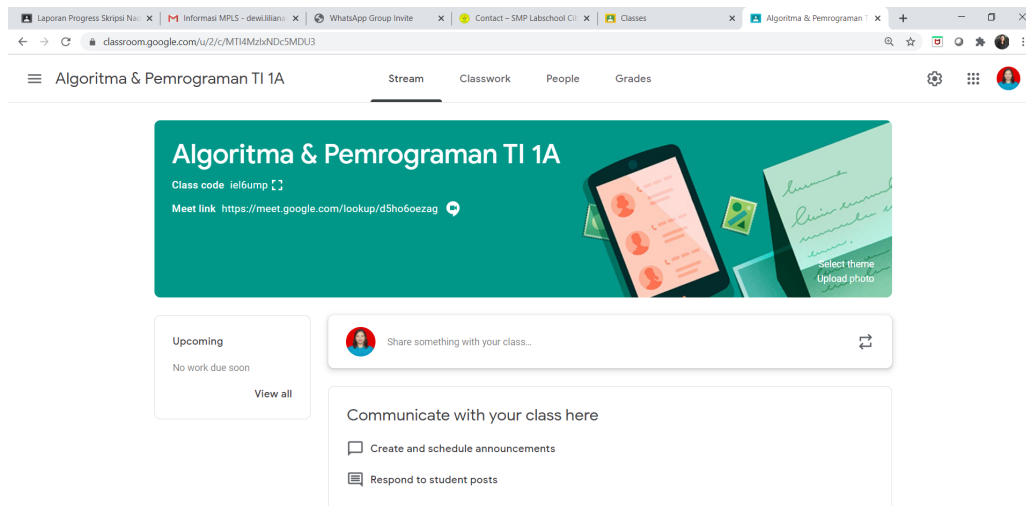 Laporan Progress Skripsi Nad
Informasi MPLS - dewi.liliana
WhatsApp Group Invite
Contact – SMP Labschool Cib
Classes
Algoritma & Pemrograman T
classroom.google.com/u/2/c/MTI4MzIxNDc5MDU3
Algoritma & Pemrograman TI 1A
Stream
Classwork
People
Grades
Algoritma & Pemrograman TI 1A
Class code iel6ump
Meet link https://meet.google.com/lookup/d5ho6oezag
Select theme
Upload photo
Upcoming
No work due soon
View all
Share something with your class...
Communicate with your class here
Create and schedule announcements
Respond to student posts